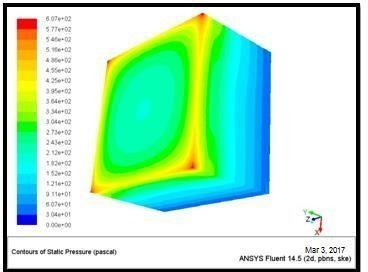 6.07e+02
5.77e+02
5.46e+02
5.16e+02
4.86e+02
4.55e+02
4.25e+02
3.95e+02
3.64e+02
3.34e+02
3.04e+02
2.73e+02
2.43e+02
2.12e+02
1.82e+02
1.52e+02
1.21e+02
9.11e+01
6.07e+01
3.04e+01
0.00e+00
Y
Z
X
Contours of Static Pressure (pascal)
Mar 3, 2017
ANSYS Fluent 14.5 (2d, pbns, ske)